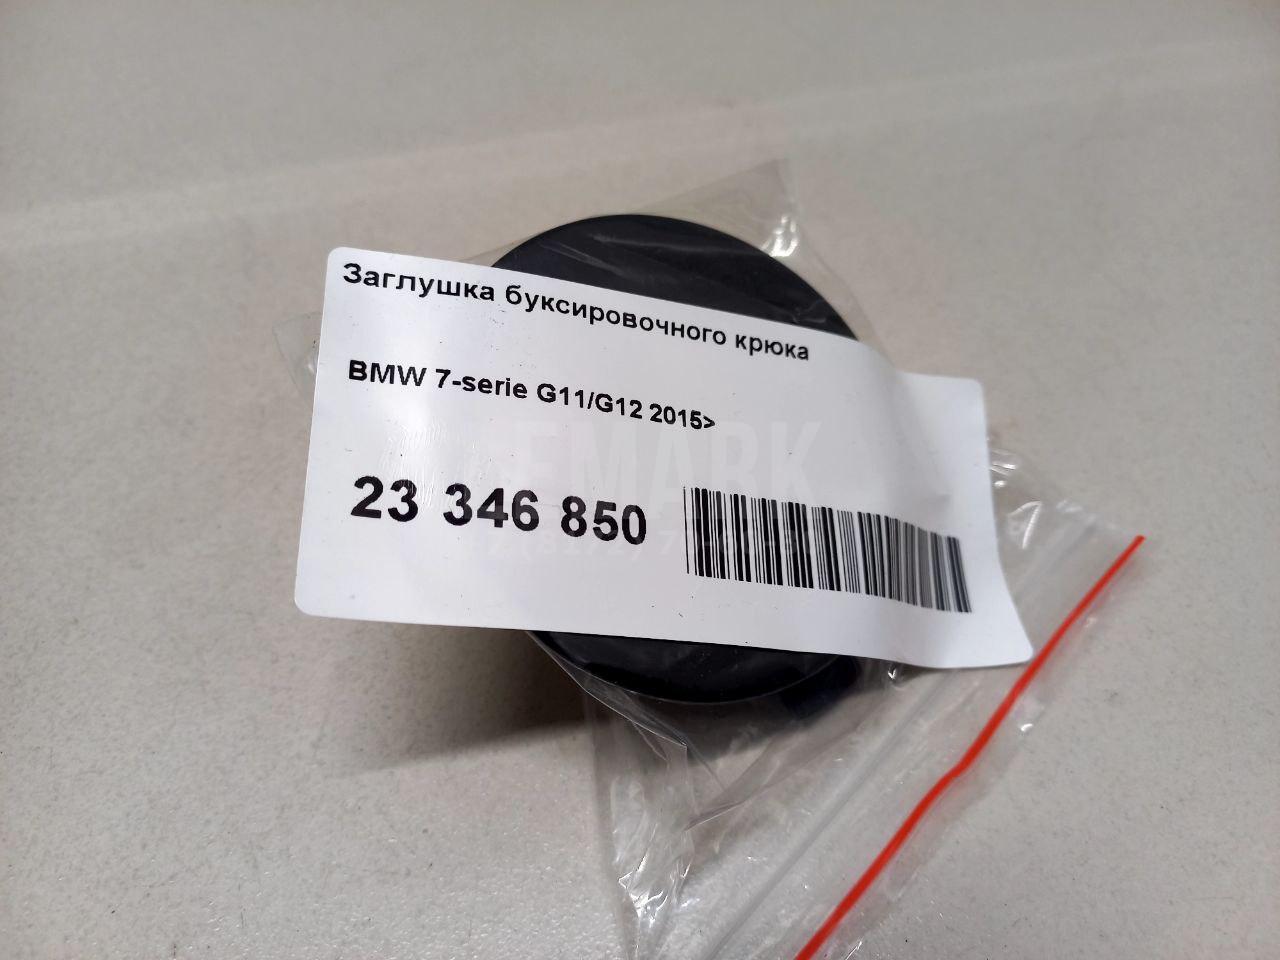 Заглушка буксировочного крюка
BMW 7-serie G11/G12 2015>
23 346 850